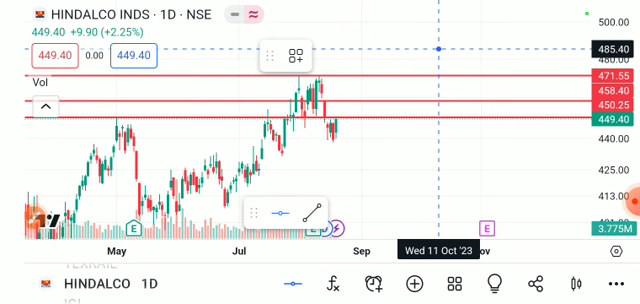 HINDALCO INDS · 1D · NSE
449.40 +9.90 (+2.25%)
449.40 0.00 449.40
Vol
500.00
485.40
480.00
471.55
458.40
450.25
449.40
440.00
425.00
413.00
3.775M
E
E
E
May Jul Sep Wed 11 Oct '23 Nov
HINDALCO 1D